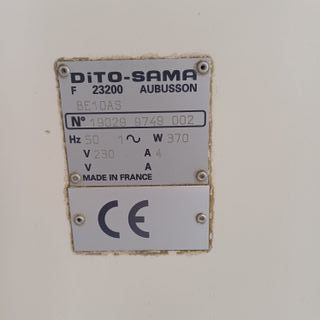 DiTO-SAMA
F 23200 AUBUSSON
BE10AS
N° 19029 9749 002
Hz 50 1 W 370
V 230 A 4
V A
MADE IN FRANCE
CE